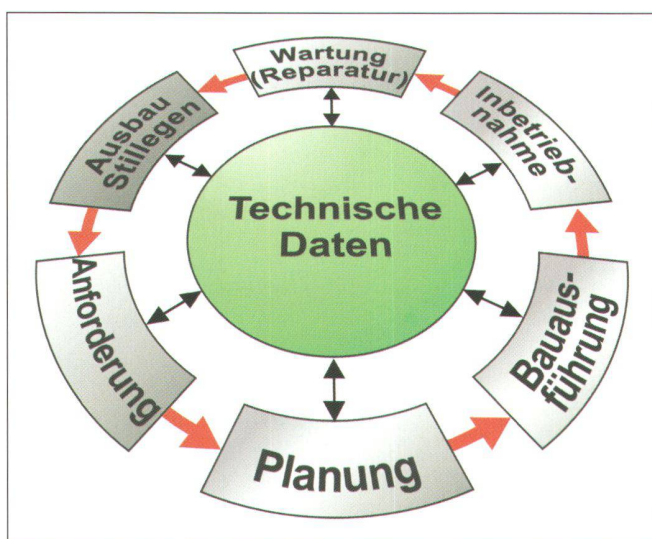 Wartung
(Reparatur)
Ausbau
Stillegen
Inbetrieb-
nahme
Technische
Daten
Anforderung
Bauaus-
führung
Planung